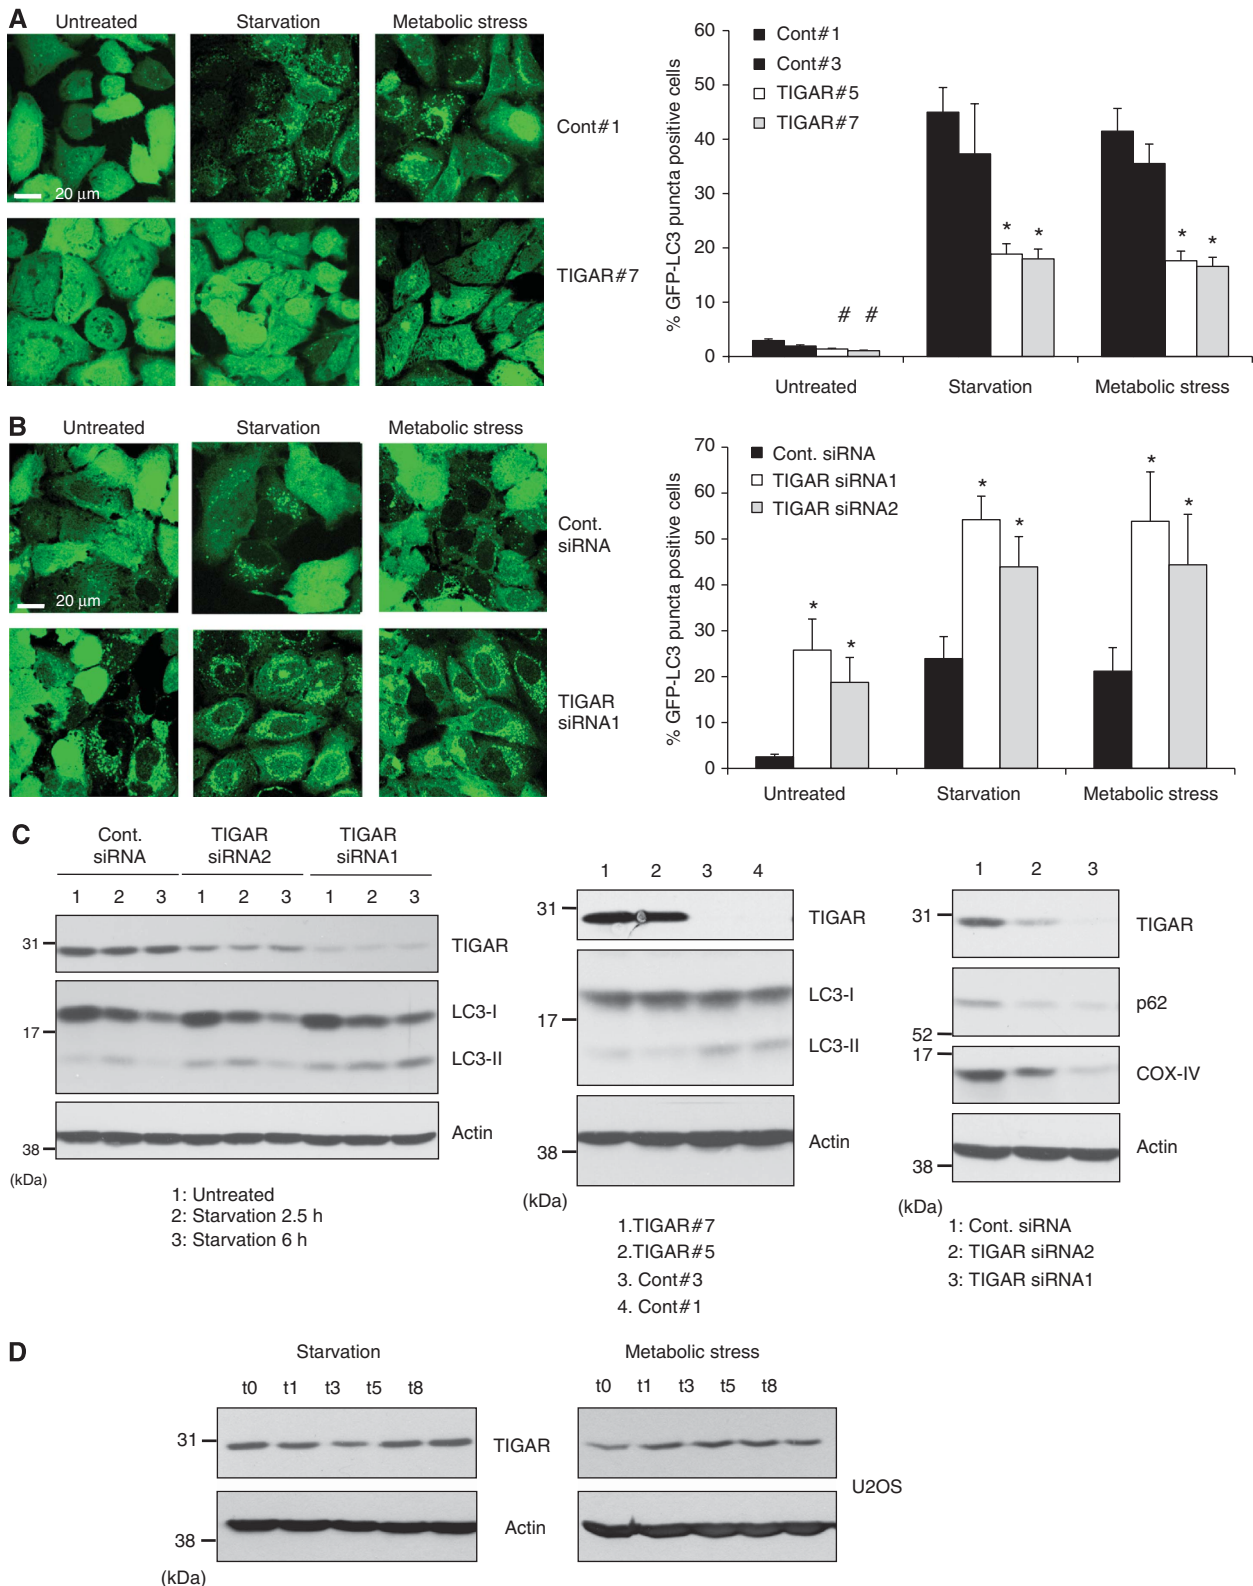 A
Untreated Starvation Metabolic stress
20 μm
Cont#1
TIGAR#7
% GFP-LC3 puncta positive cells
60
50
40
30
20
10
0
Cont#1
Cont#3
TIGAR#5
TIGAR#7
# #
* *
* *
Untreated Starvation Metabolic stress
B
Untreated Starvation Metabolic stress
20 μm
Cont.
siRNA
TIGAR
siRNA1
% GFP-LC3 puncta positive cells
70
60
50
40
30
20
10
0
Cont. siRNA
TIGAR siRNA1
TIGAR siRNA2
* *
* *
* *
Untreated Starvation Metabolic stress
C
Cont.
siRNA
TIGAR
siRNA2
TIGAR
siRNA1
1 2 3 1 2 3 1 2 3
31
TIGAR
LC3-I
17
LC3-II
Actin
38
(kDa)
1: Untreated
2: Starvation 2.5 h
3: Starvation 6 h
1 2 3 4
31
TIGAR
LC3-I
17
LC3-II
Actin
38
(kDa)
1.TIGAR#7
2.TIGAR#5
3. Cont#3
4. Cont#1
1 2 3
31
TIGAR
p62
52
17
COX-IV
Actin
38
(kDa)
1: Cont. siRNA
2: TIGAR siRNA2
3: TIGAR siRNA1
D
Starvation
t0 t1 t3 t5 t8
31
TIGAR
Actin
38
(kDa)
Metabolic stress
t0 t1 t3 t5 t8
U2OS